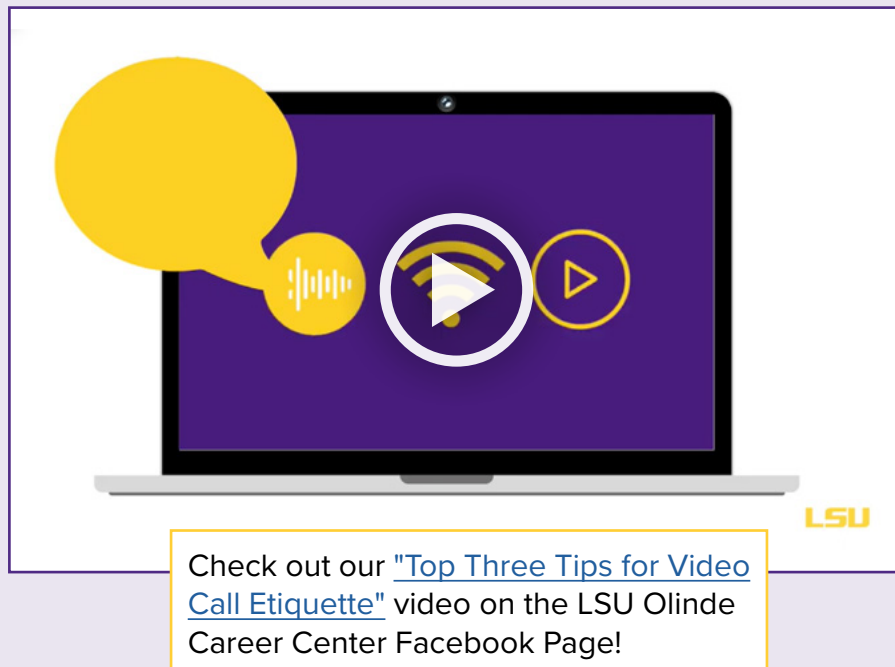 LSU
Check out our "Top Three Tips for Video
Call Etiquette" video on the LSU Olinde
Career Center Facebook Page!